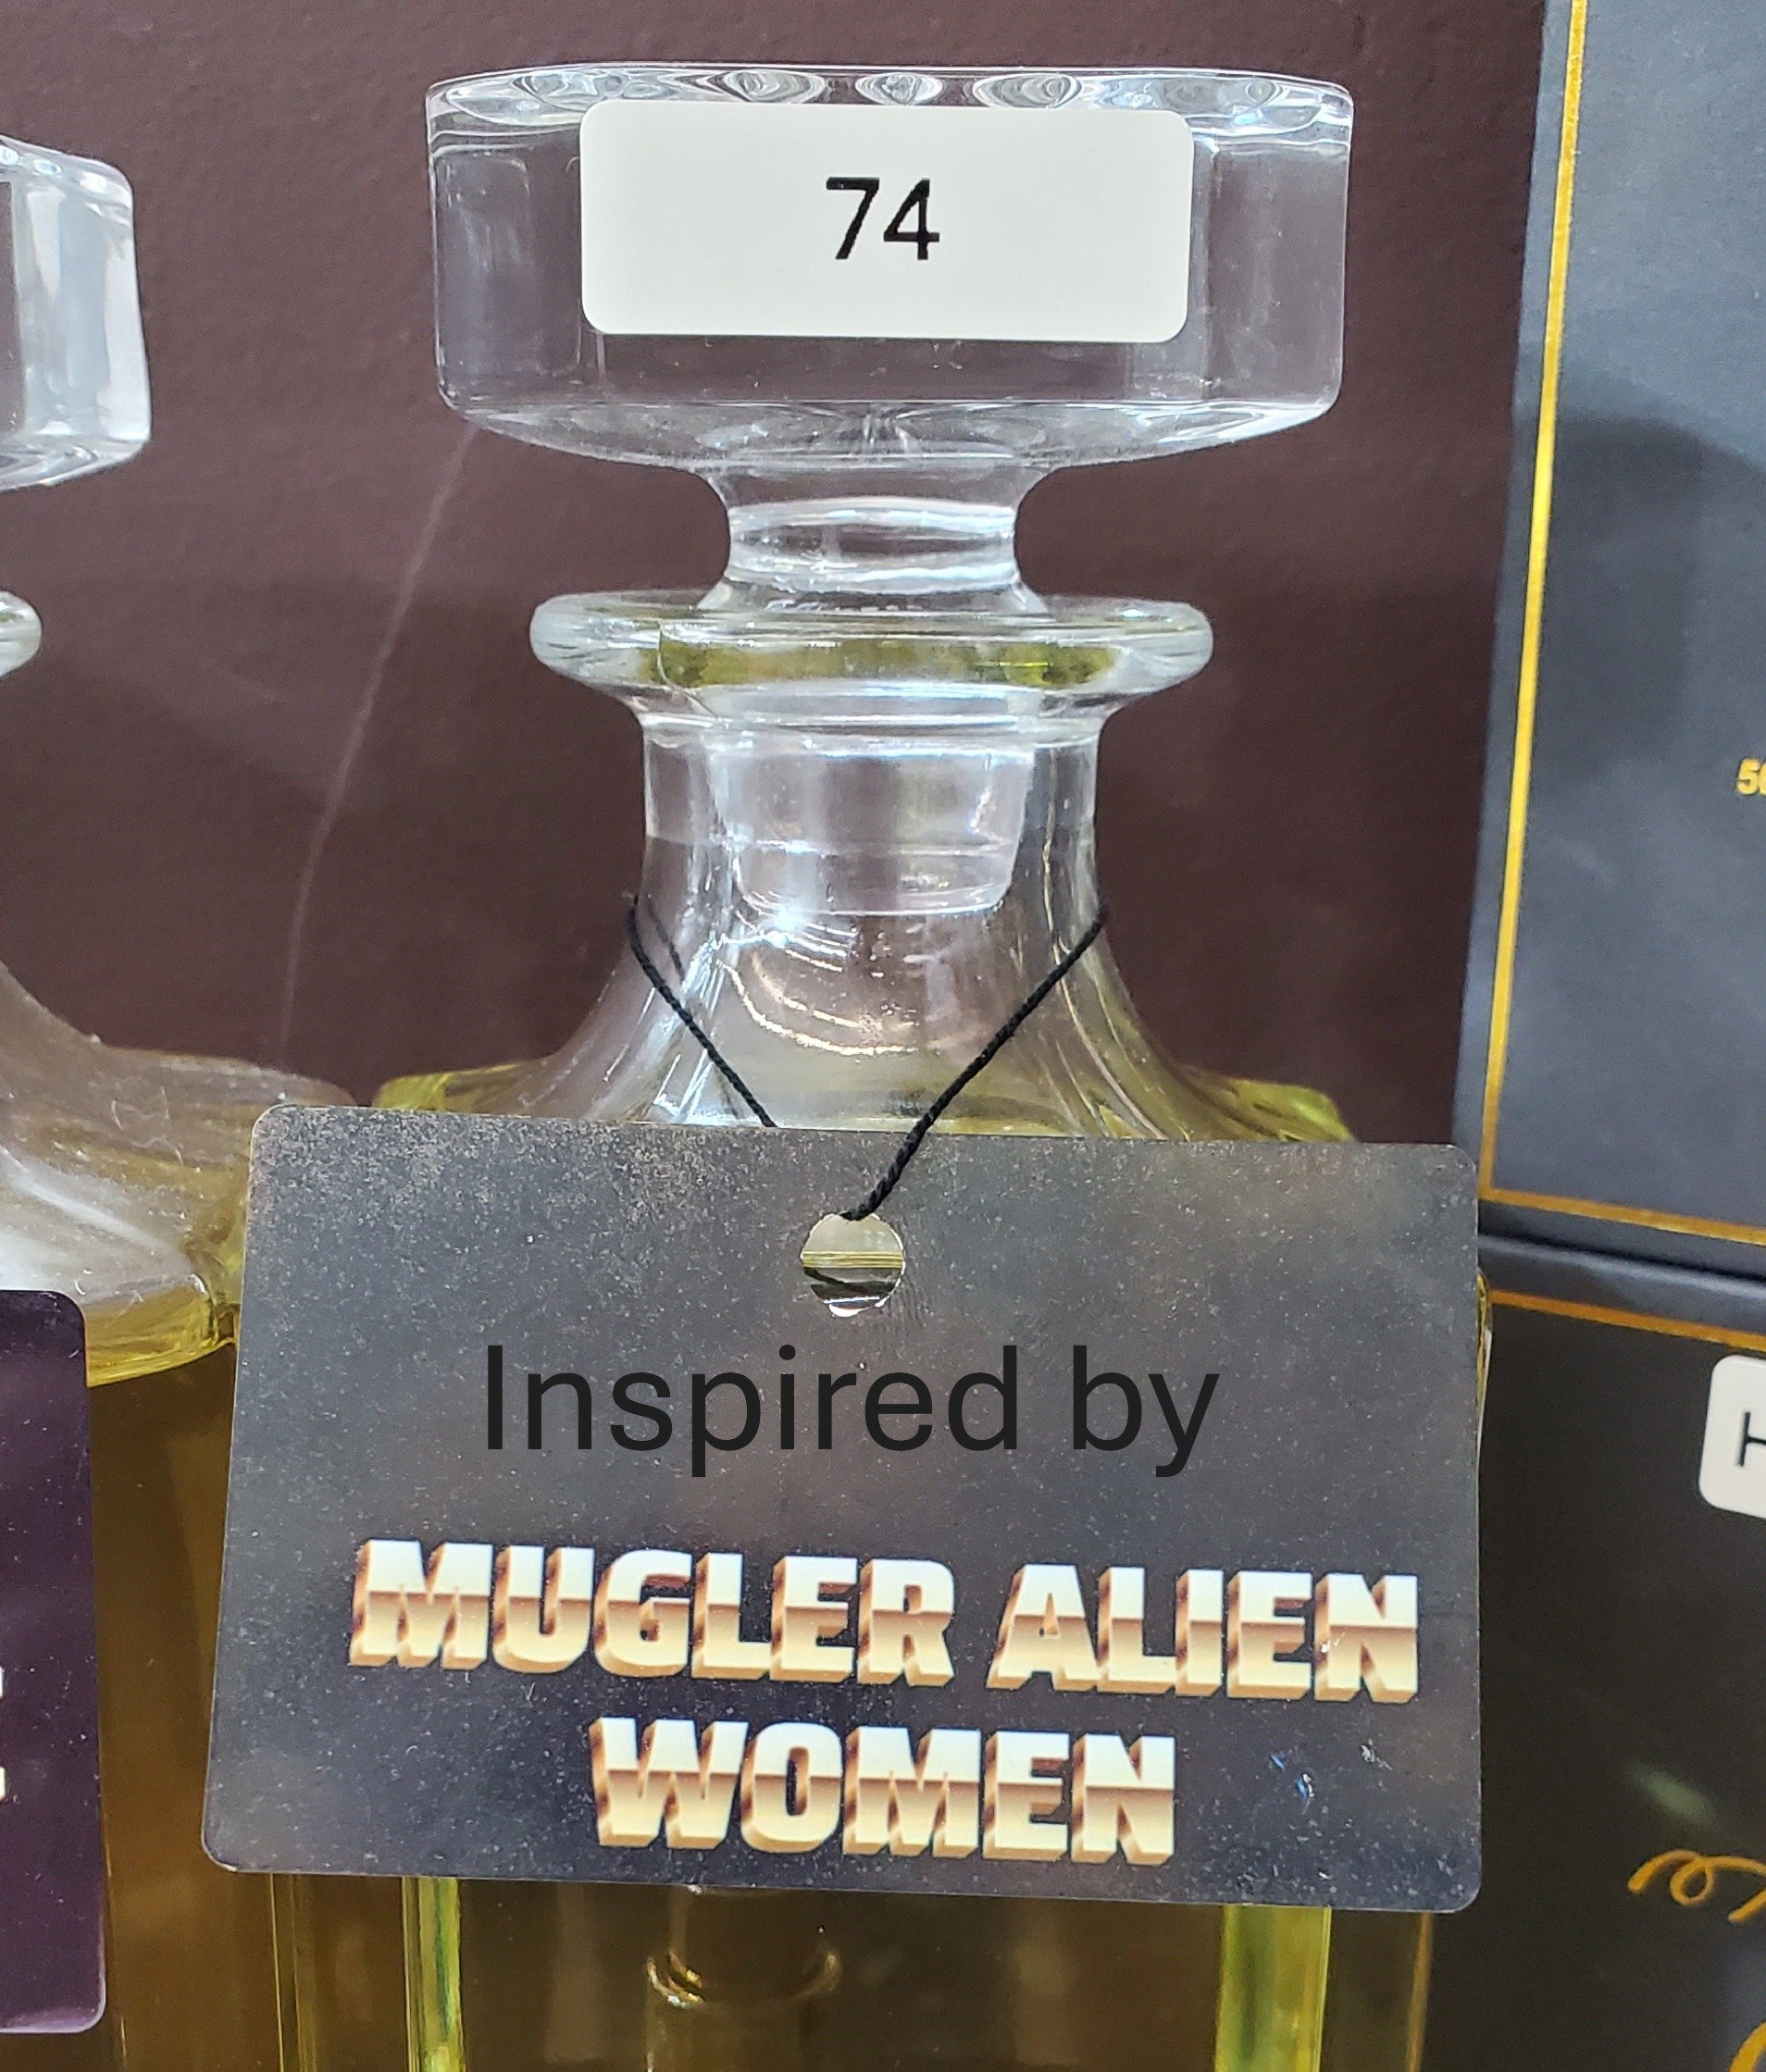 74
Inspired by
MUGLER ALIEN
WOMEN